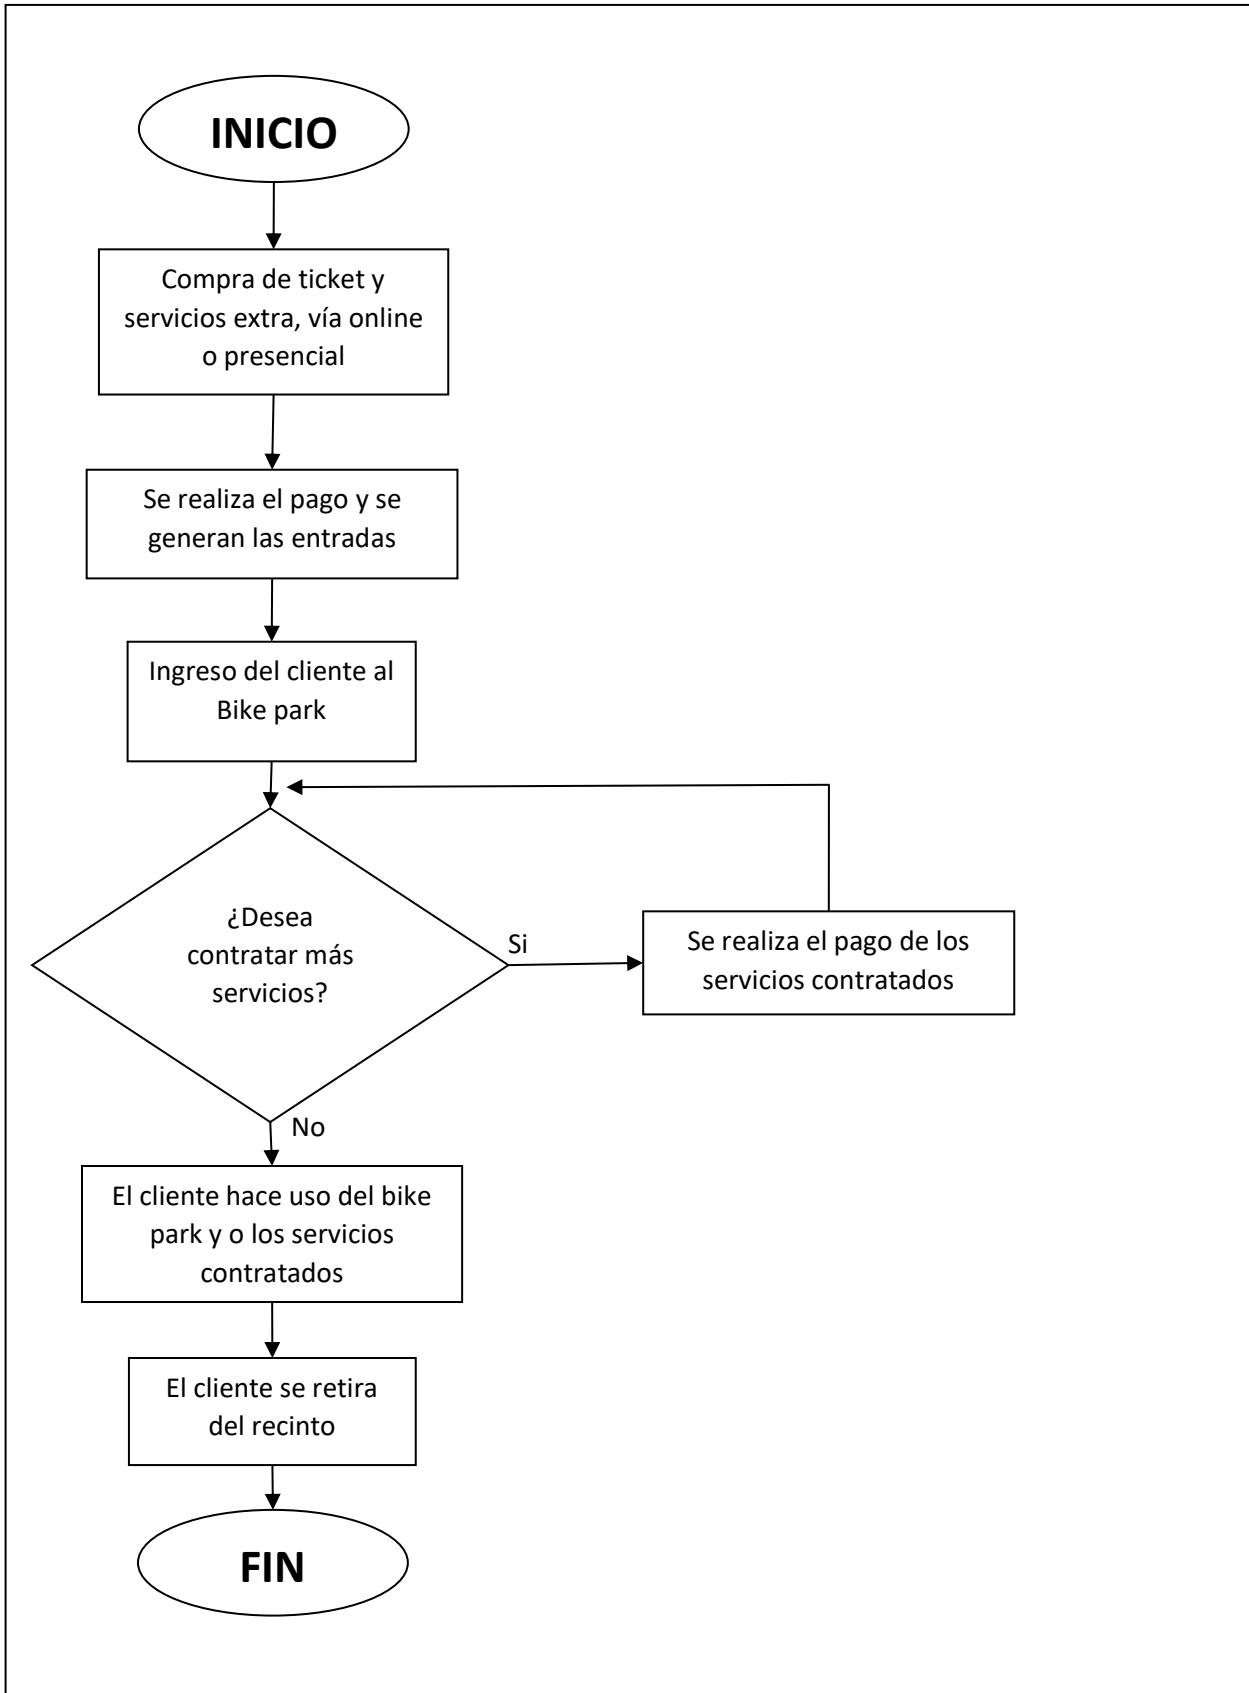 INICIO
Compra de ticket y
servicios extra, vía online
o presencial
Se realiza el pago y se
generan las entradas
Ingreso del cliente al
Bike park
¿Desea
contratar más
servicios?
Si
Se realiza el pago de los
servicios contratados
No
El cliente hace uso del bike
park y o los servicios
contratados
El cliente se retira
del recinto
FIN